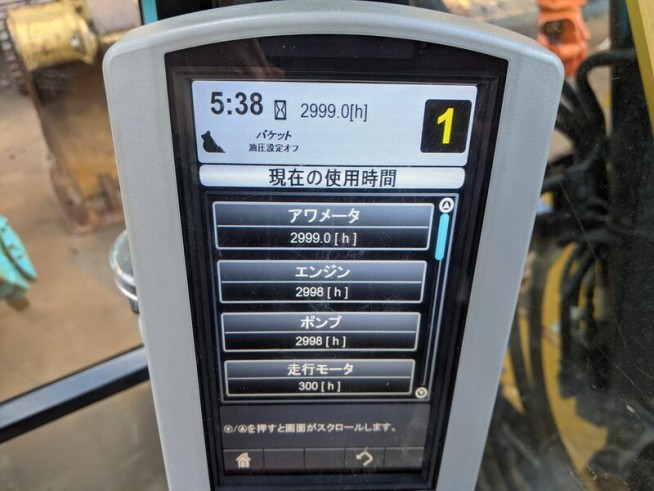 5:38 2999.0[h] 1
バケット
油圧設定オフ
現在の使用時間
アワメータ
2999.0 [ h ]
エンジン
2998 [ h ]
ポンプ
2998 [ h ]
走行モータ
300 [ h ]
/を押すと画面がスクロールします。